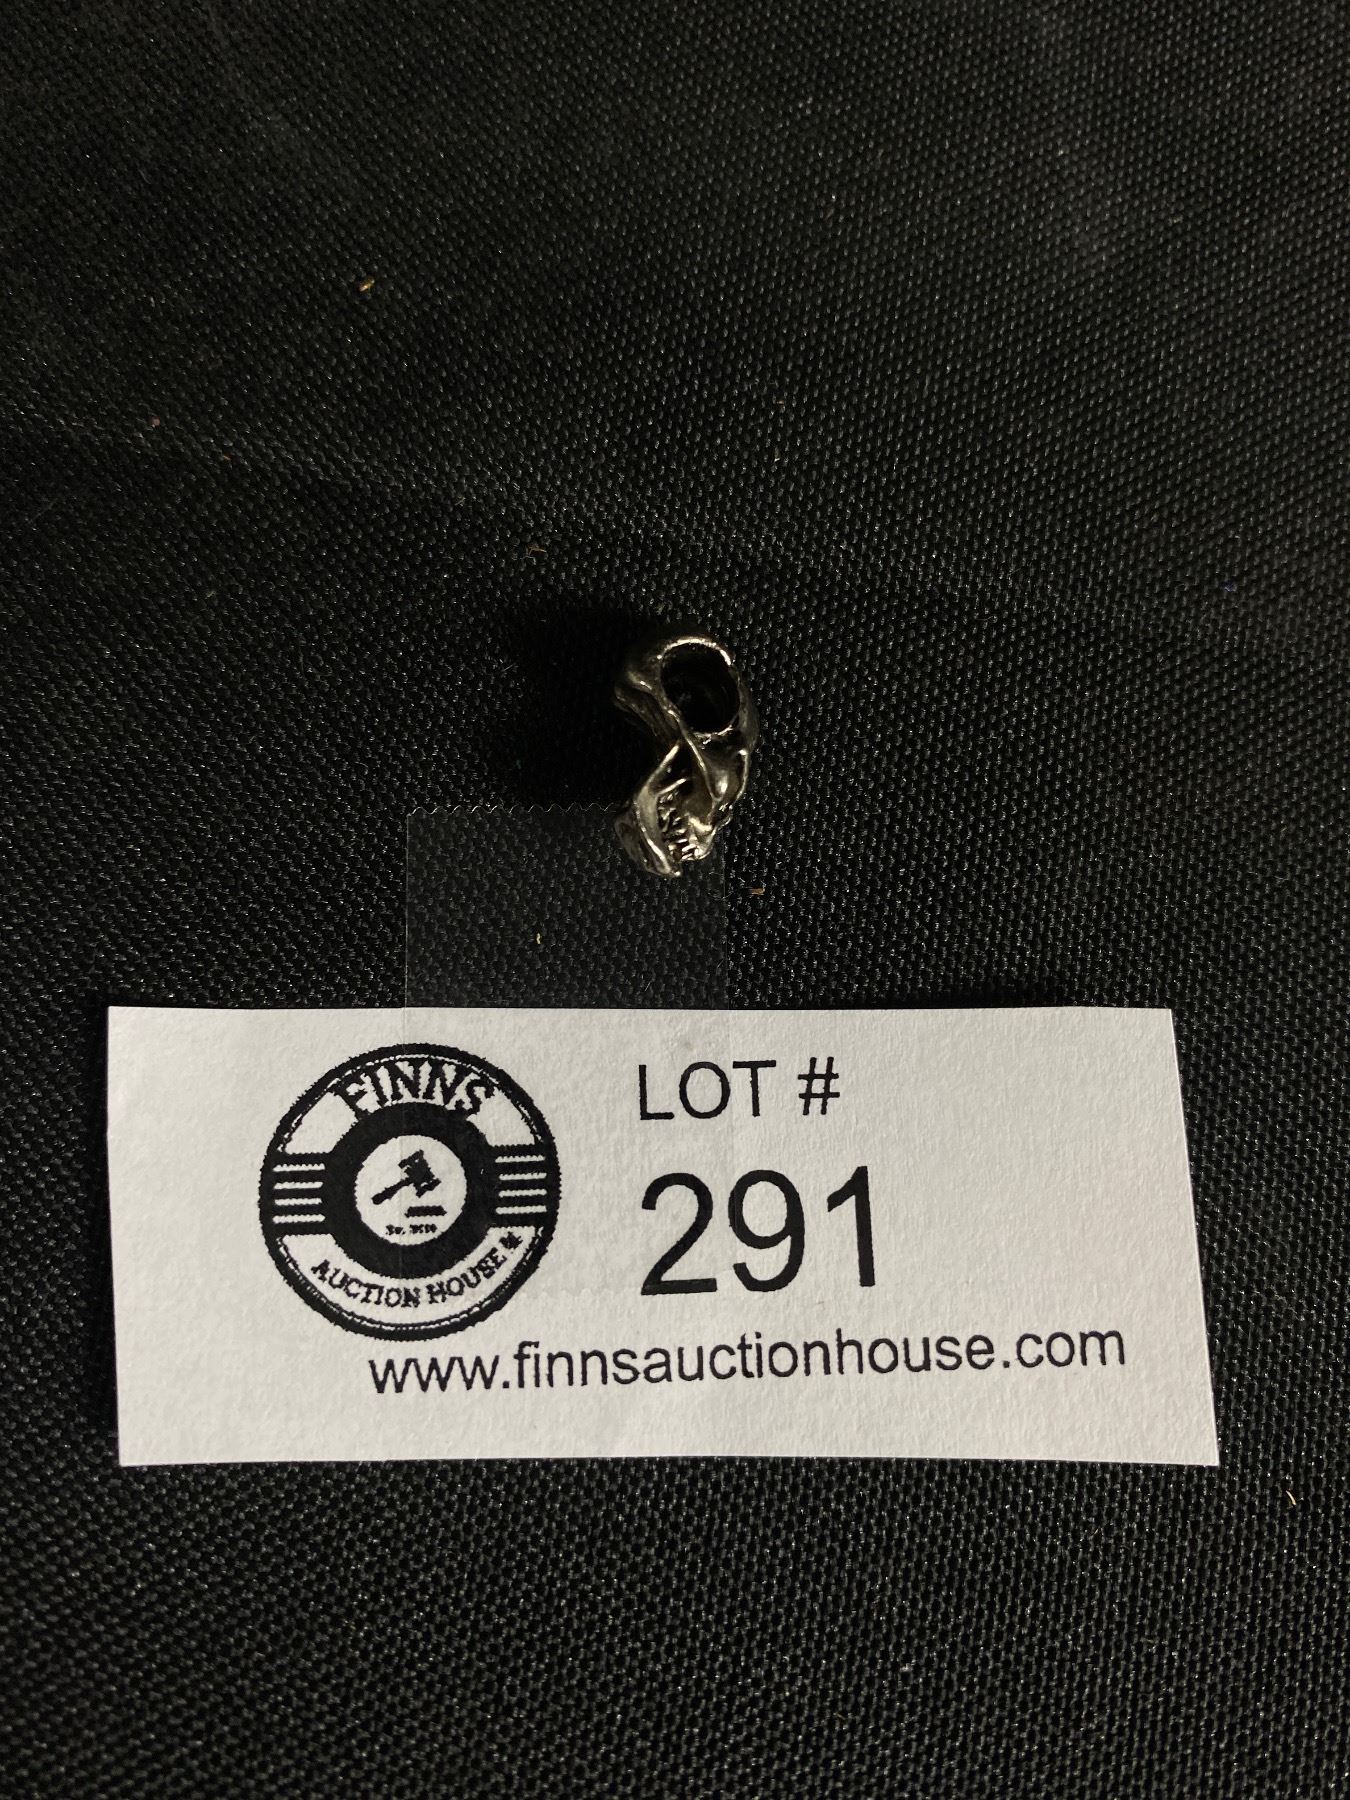 FINNS
AUCTION HOUSE
LOT #
291
www.finnsauctionhouse.com